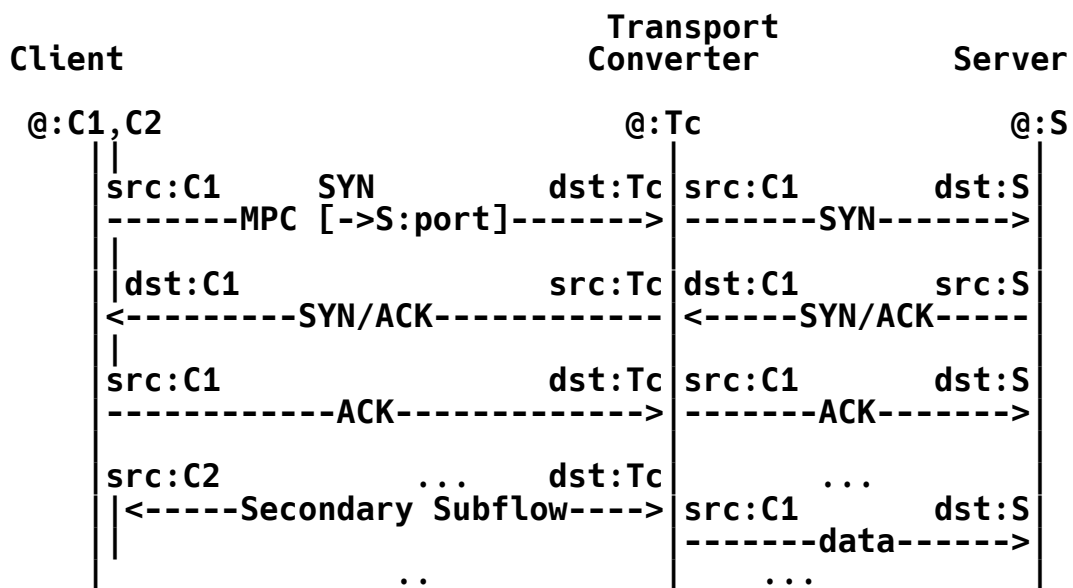 Transport
Client                         Converter          Server

 @:C1,C2                         @:Tc                @:S
     ||                            |                   |
     |src:C1     SYN         dst:Tc|src:C1       dst:S|
     |-------MPC [->S:port]------->|-------SYN------->|
     ||                            |                   |
     ||dst:C1                src:Tc|dst:C1       src:S|
     |<---------SYN/ACK------------|<-----SYN/ACK-----|
     ||                            |                   |
     |src:C1                 dst:Tc|src:C1       dst:S|
     |------------ACK------------->|-------ACK------->|
     |                             |                   |
     |src:C2          ...    dst:Tc|       ...        |
     ||<-----Secondary Subflow---->|src:C1       dst:S|
     ||                            |-------data------>|
     |               ..            |    ...           |